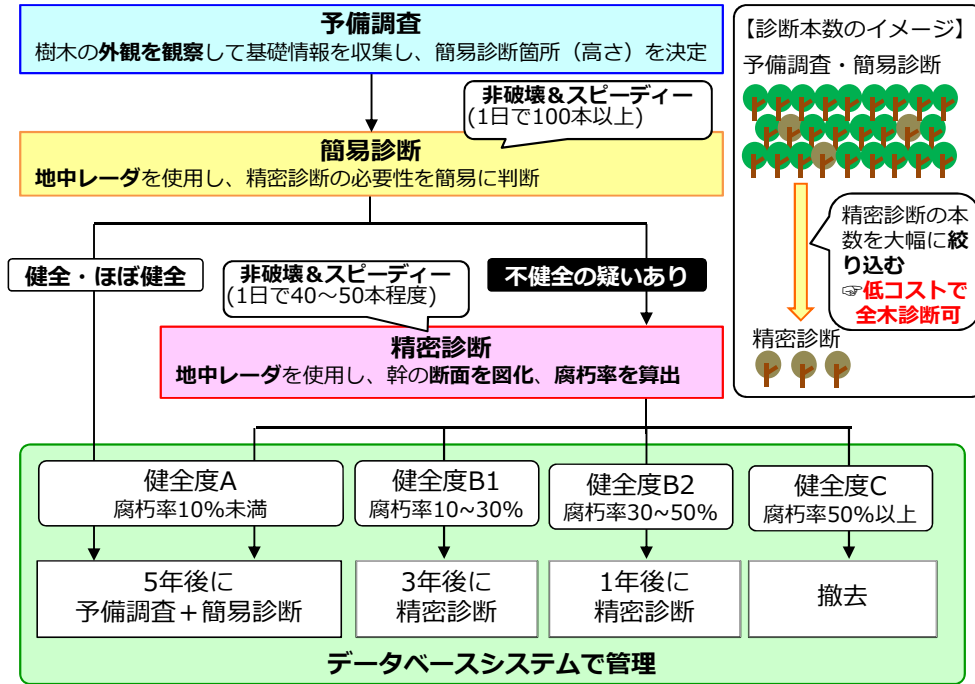 予備調査
樹木の外観を観察して基礎情報を収集し、簡易診断箇所（高さ）を決定
非破壊＆スピーディー
(1日で100本以上)
簡易診断
地中レーダを使用し、精密診断の必要性を簡易に判断
健全・ほぼ健全
非破壊＆スピーディー
(1日で40～50本程度)
不健全の疑いあり
精密診断
地中レーダを使用し、幹の断面を図化、腐朽率を算出
健全度A
腐朽率10%未満
健全度B1
腐朽率10~30%
健全度B2
腐朽率30~50%
健全度C
腐朽率50%以上
5年後に
予備調査＋簡易診断
3年後に
精密診断
1年後に
精密診断
撤去
データベースシステムで管理
【診断本数のイメージ】
予備調査・簡易診断
精密診断の本
数を大幅に絞
り込む
☞低コストで
全木診断可
精密診断